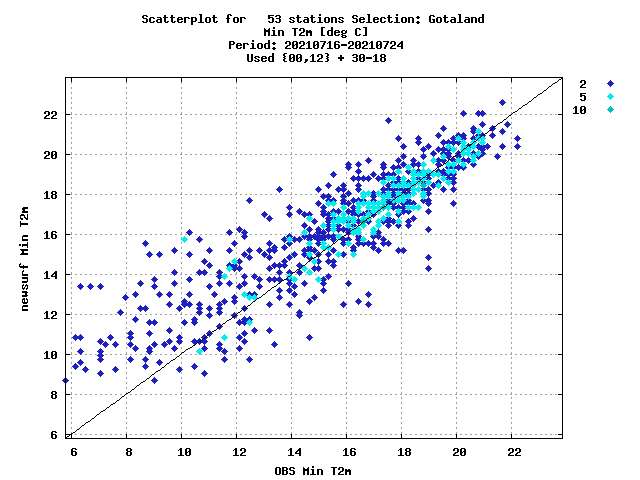 Scatterplot for   53 stations Selection: Gotaland
Min T2m [deg C]
Period: 20210716-20210724
Used {00,12} + 30-18
2
5
10
22
20
18
16
14
12
10
8
6
newsurf Min T2m
6 8 10 12 14 16 18 20 22
OBS Min T2m